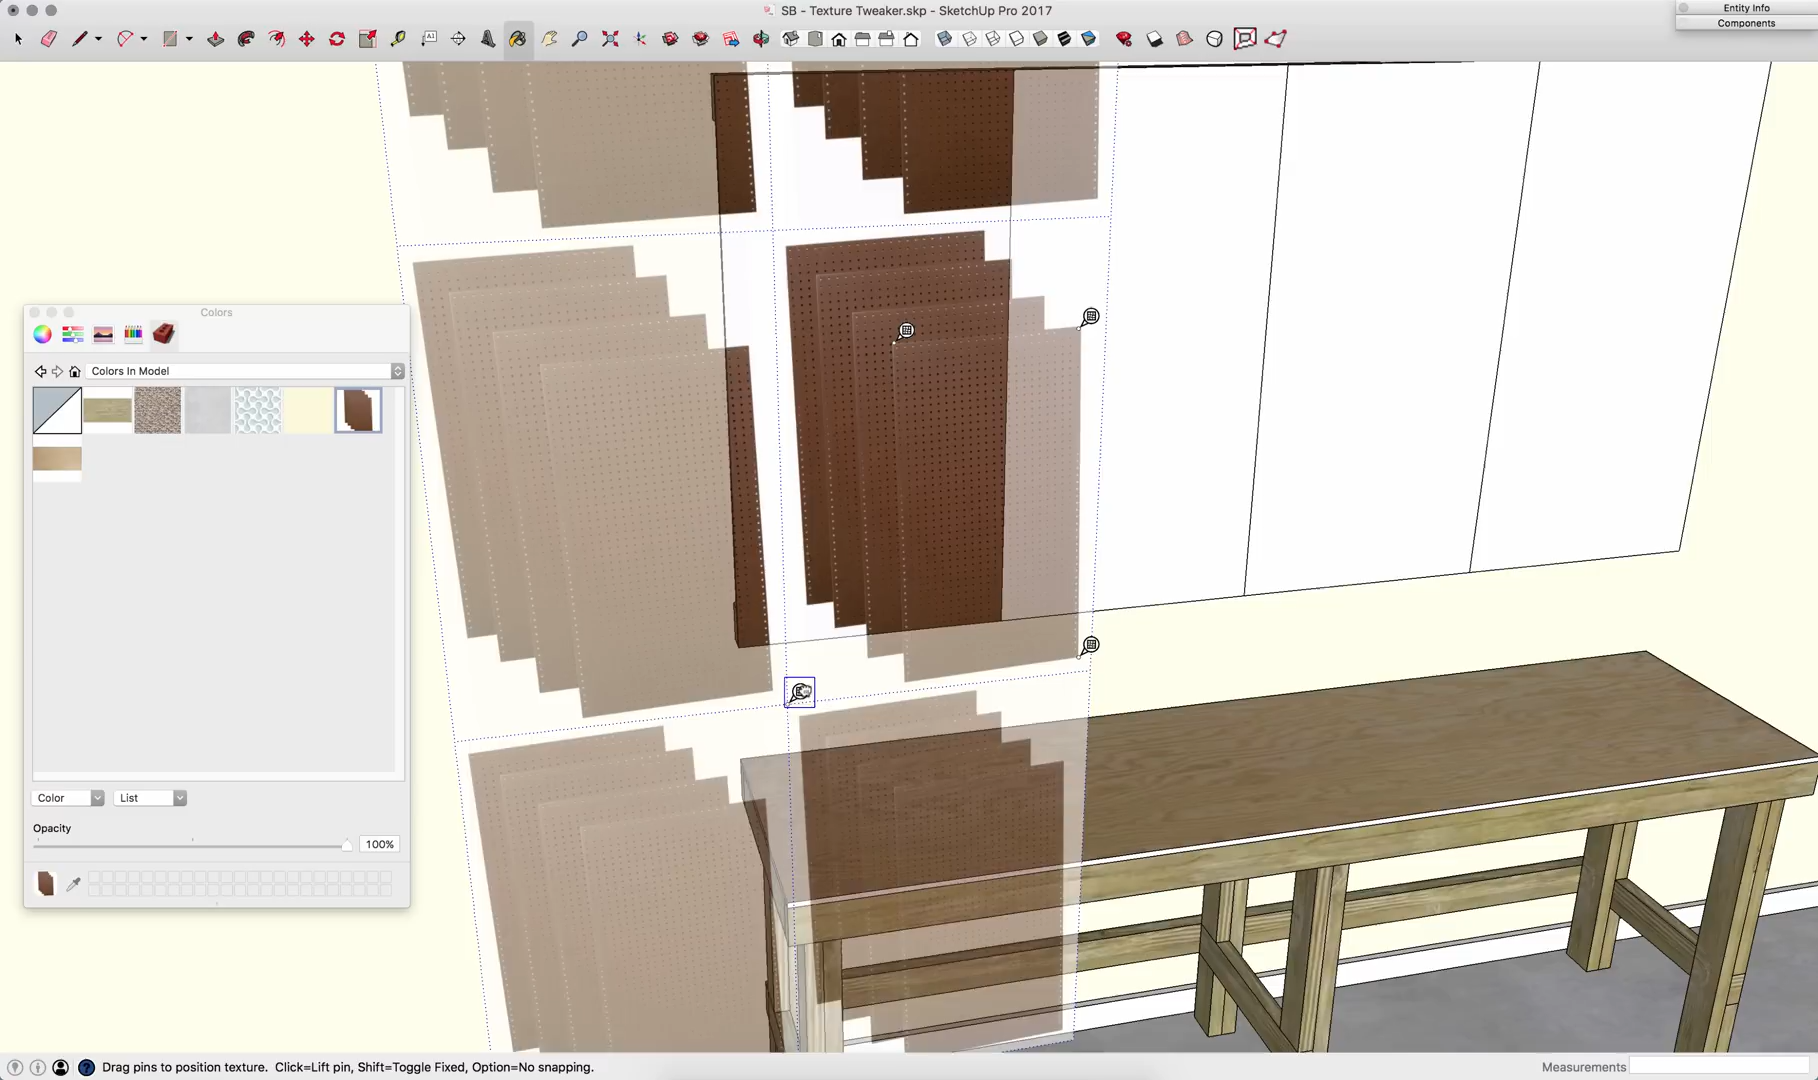 SB - Texture Tweaker.skp - SketchUp Pro 2017
Entity Info
Components
A1
Colors
Colors In Model
Color
List
Opacity
100%
Drag pins to position texture. Click=Lift pin, Shift=Toggle Fixed, Option=No snapping.
Measurements